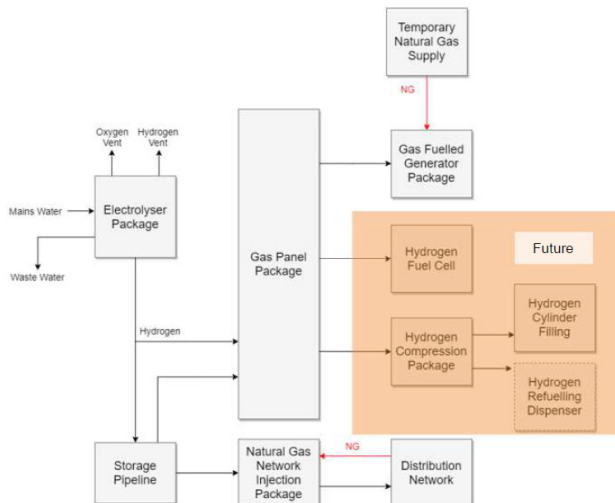 Temporary
Natural Gas
Supply
NG
Oxygen
Vent
Hydrogen
Vent
Gas Fuelled
Generator
Package
Mains Water
Electrolyser
Package
Waste Water
Gas Panel
Package
Future
Hydrogen
Fuel Cell
Hydrogen
Cylinder
Filling
Hydrogen
Hydrogen
Compression
Package
Hydrogen
Refuelling
Dispenser
Storage
Pipeline
Natural Gas
Network
Injection
Package
NG
Distribution
Network